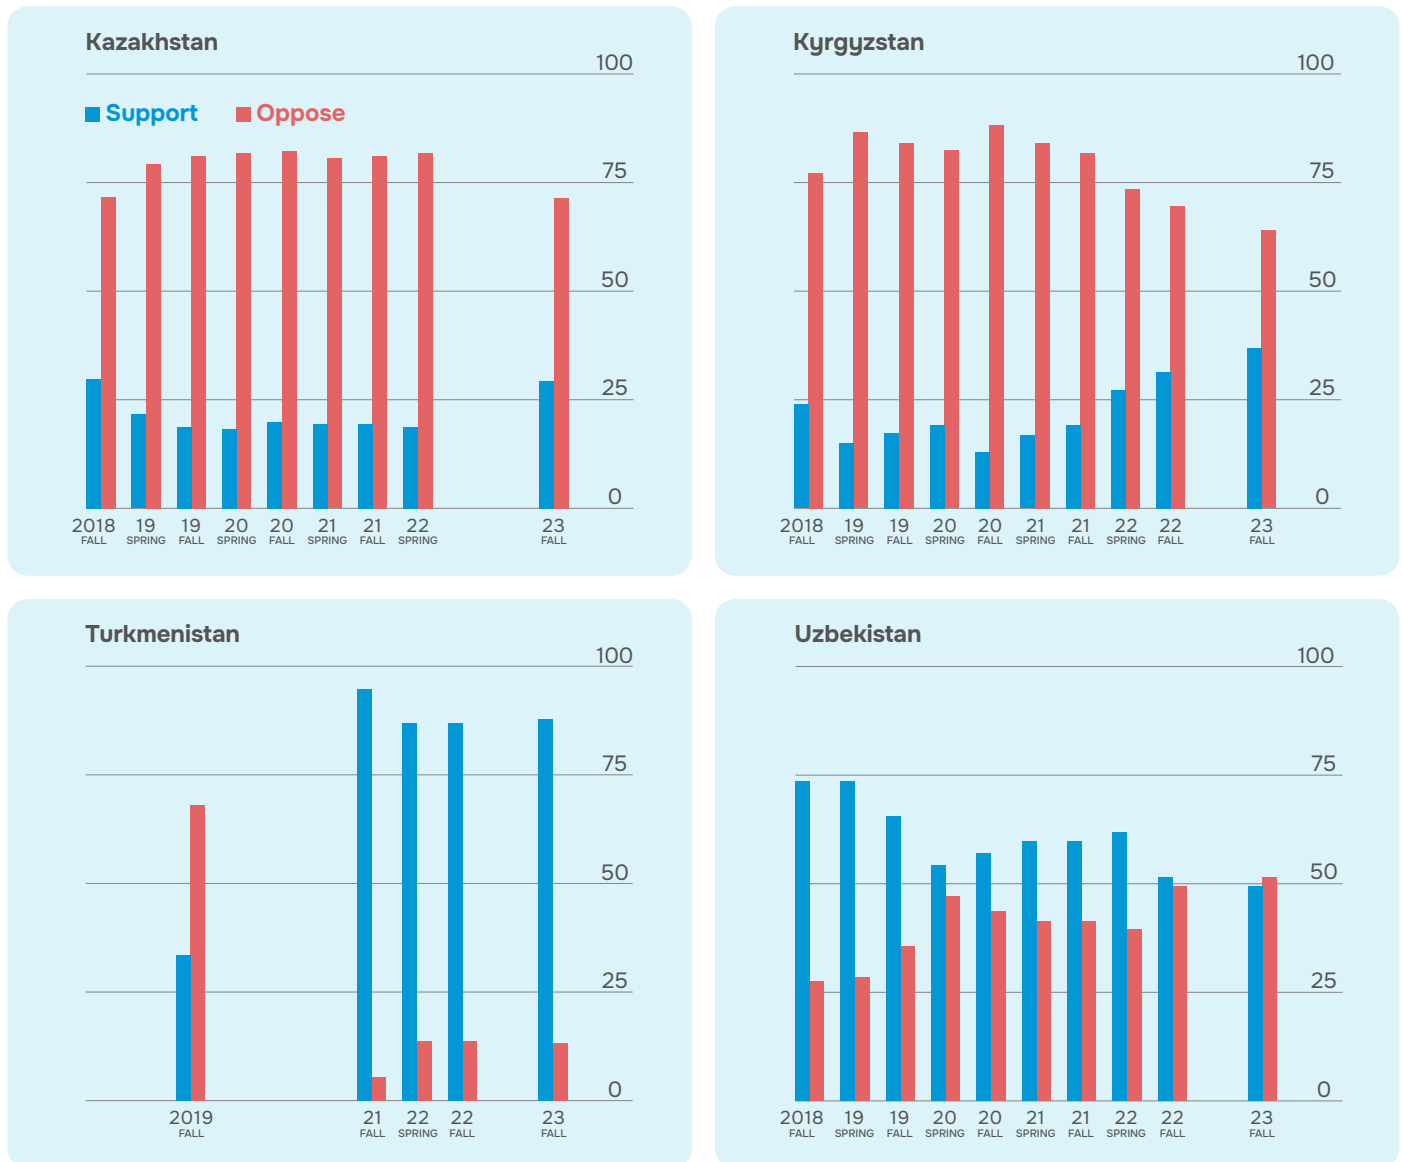 Kazakhstan
100
Support Oppose
75
50
25
0
2018 19 19 20 20 21 21 22 23
FALL SPRING FALL SPRING FALL SPRING FALL SPRING FALL
Kyrgyzstan
100
75
50
25
0
2018 19 19 20 20 21 21 22 22 23
FALL SPRING FALL SPRING FALL SPRING FALL SPRING FALL FALL
Turkmenistan
100
75
50
25
0
2019 21 22 22 23
FALL FALL SPRING FALL FALL
Uzbekistan
100
75
50
25
0
2018 19 19 20 20 21 21 22 22 23
FALL SPRING FALL SPRING FALL SPRING FALL SPRING FALL FALL